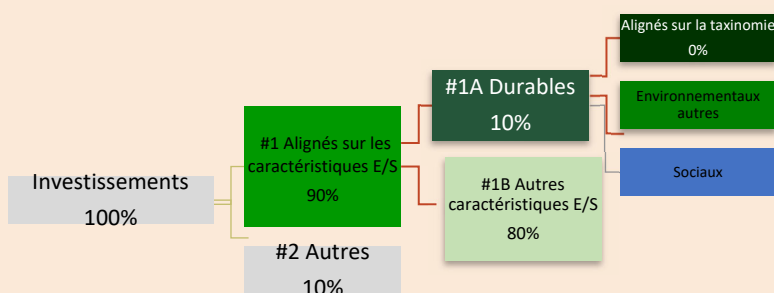 Investissements
100%
#1 Alignés sur les
caractéristiques E/S
90%
#2 Autres
10%
#1A Durables
10%
#1B Autres
caractéristiques E/S
80%
Alignés sur la taxinomie
0%
Environnementaux
autres
Sociaux